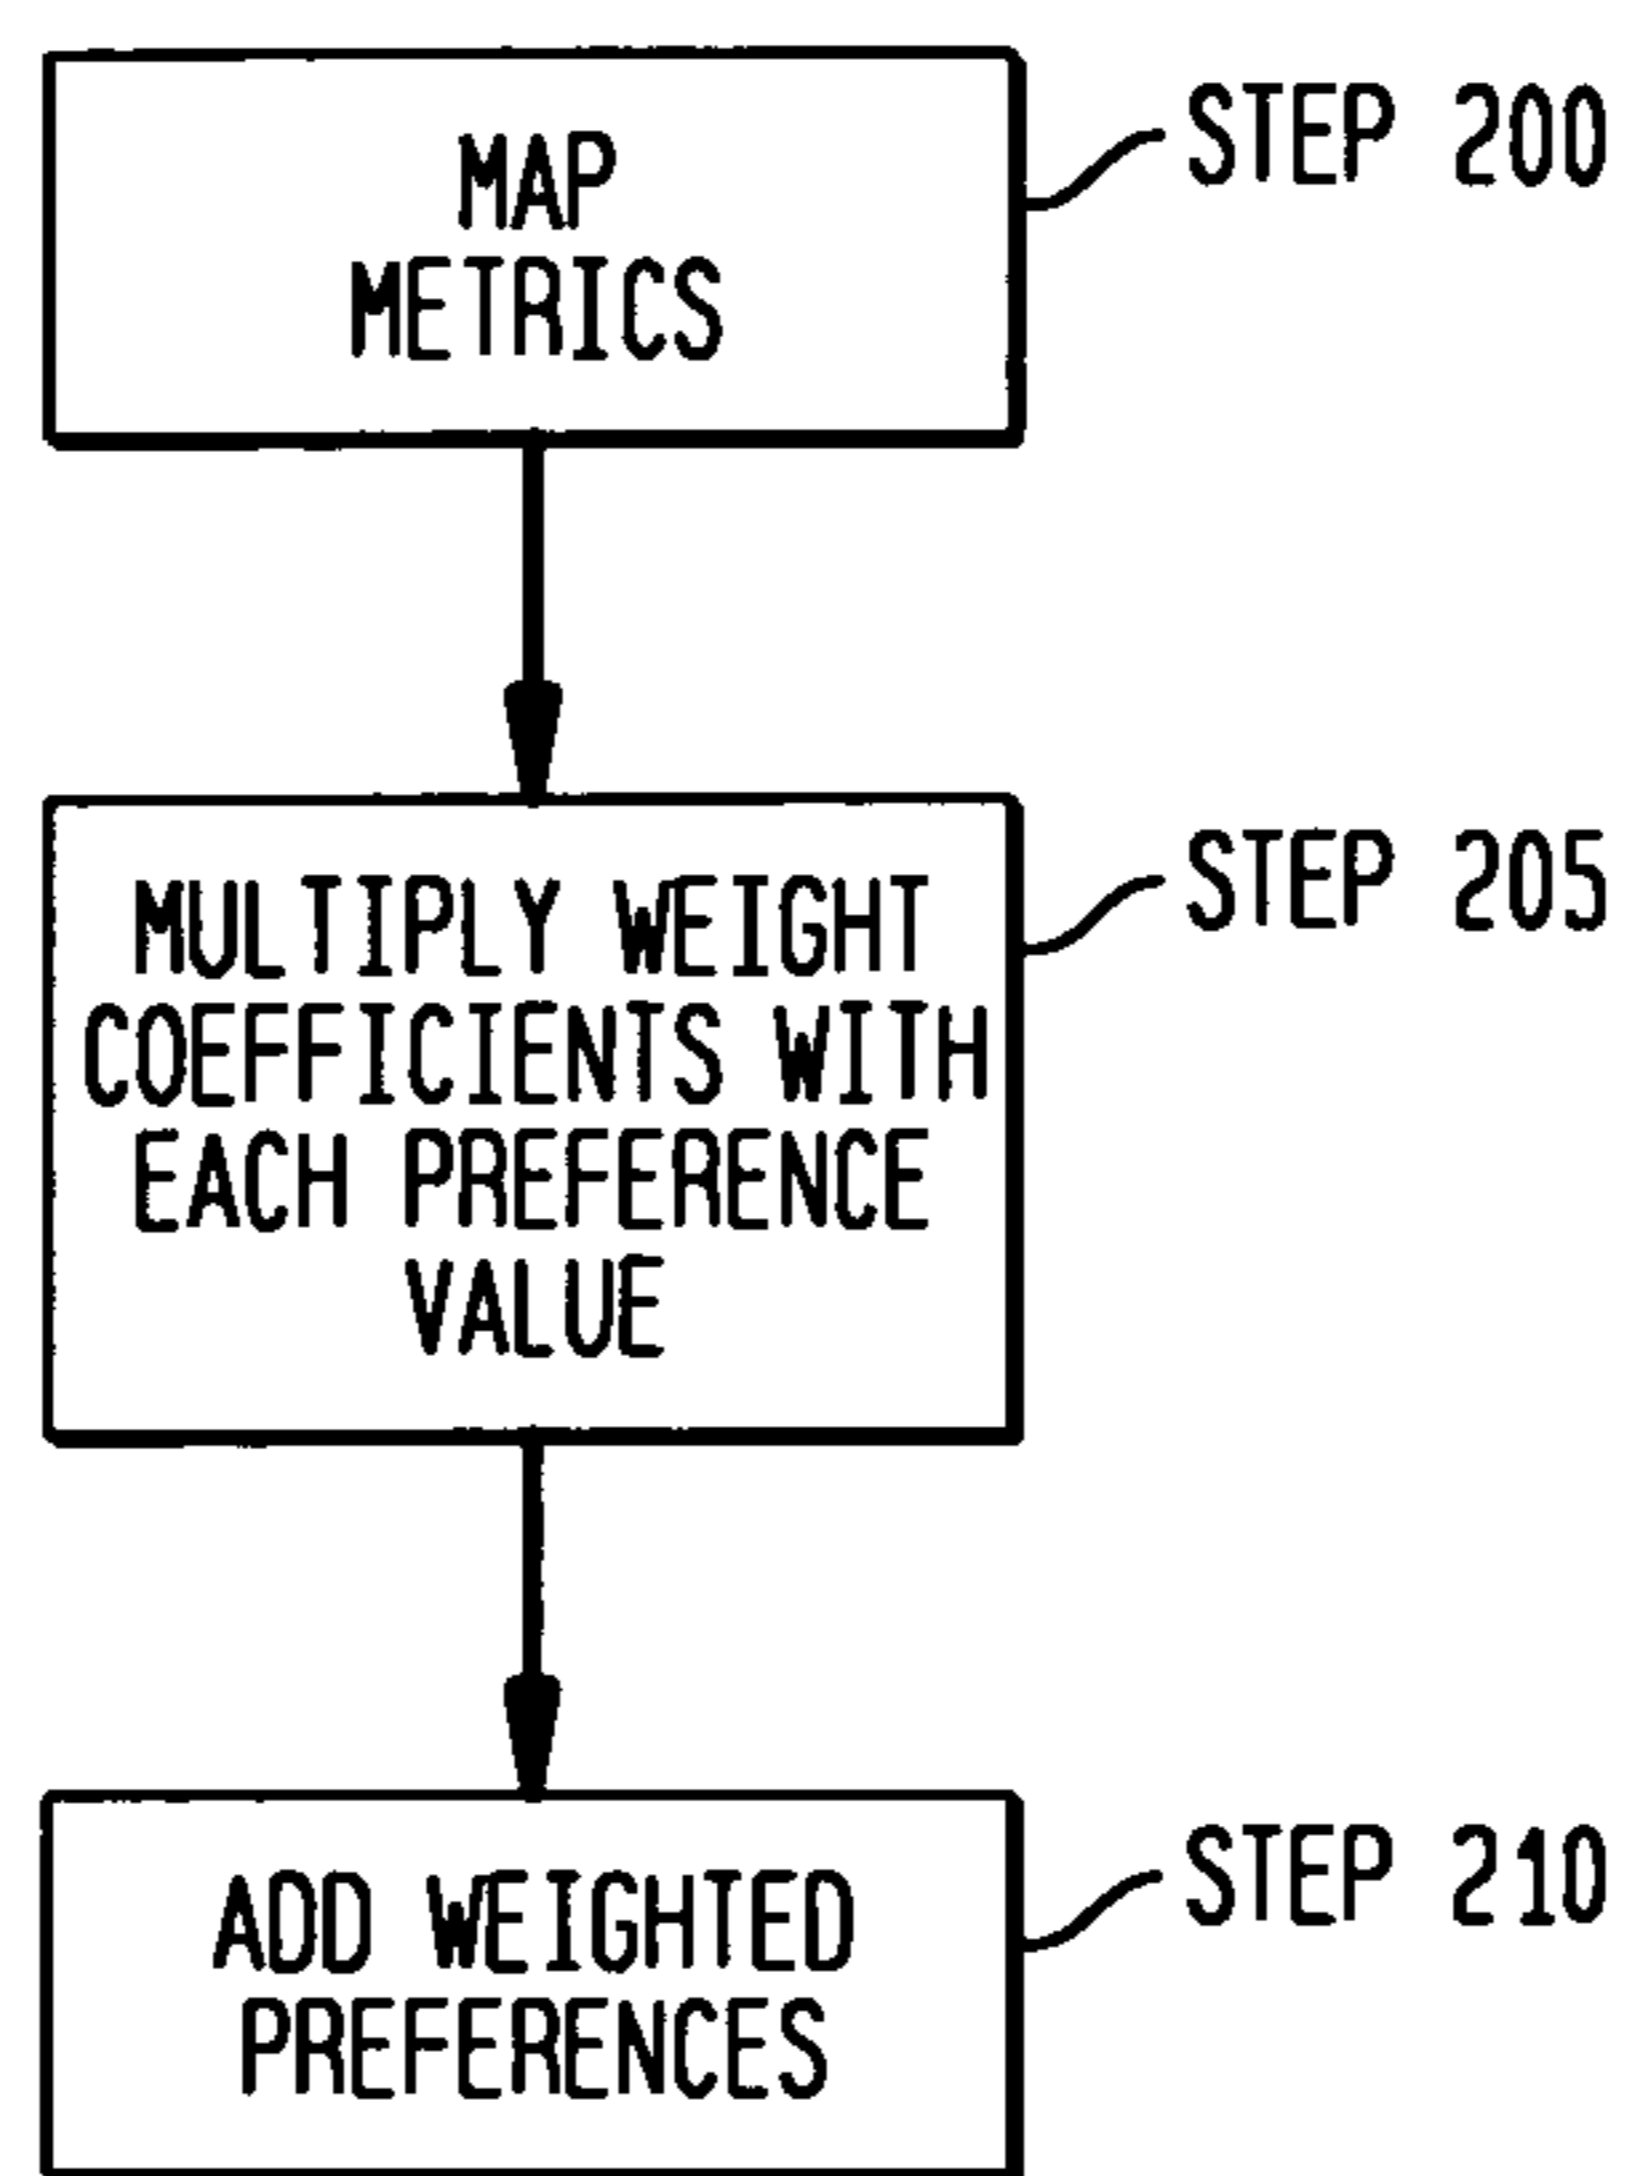 MAP
METRICS
STEP 200
MULTIPLY WEIGHT
COEFFICIENTS WITH
EACH PREFERENCE
VALUE
STEP 205
ADD WEIGHTED
PREFERENCES
STEP 210